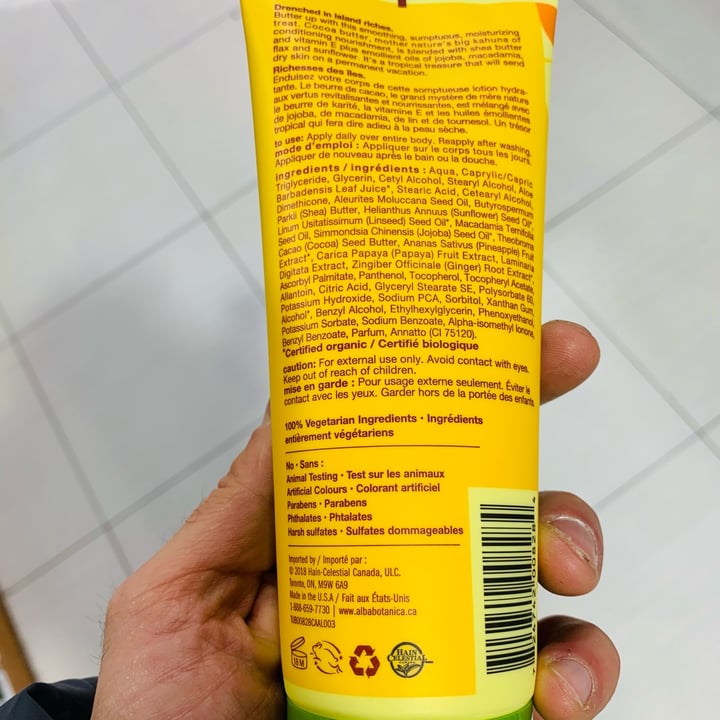 Drenched in island riches.
Butter up with this smoothing, sumptuous, moisturizing
treat. Cocoa butter, mother nature's big kahuna of
conditioning nourishment, is blended with shea butter
and vitamin E plus emollient oils of jojoba, macadamia,
flax and sunflower. It's a tropical treasure that will send
dry skin on a permanent vacation.
Richesses des îles.
Enduisez votre corps de cette somptueuse lotion hydra-
tante. Le beurre de cacao, le grand mystère de mère nature
aux vertus revitalisantes et nourrissantes, est mélangé avec
le beurre de karité, la vitamine E et les huiles émollientes
de jojoba, de macadamia, de lin et de tournesol. Un trésor
tropical qui fera dire adieu à la peau sèche.
to use: Apply daily over entire body. Reapply after washing.
mode d'emploi : Appliquer sur le corps tous les jours.
Appliquer de nouveau après le bain ou la douche.
ingredients / ingrédients : Aqua, Caprylic/Capric
Triglyceride, Glycerin, Cetyl Alcohol, Stearyl Alcohol, Aloe
Barbadensis Leaf Juice*, Stearic Acid, Cetearyl Alcohol,
Dimethicone, Aleurites Moluccana Seed Oil, Butyrospermum
Parkii (Shea) Butter, Helianthus Annuus (Sunflower) Seed Oil*,
Linum Usitatissimum (Linseed) Seed Oil*, Macadamia Ternifolia
Seed Oil, Simmondsia Chinensis (Jojoba) Seed Oil*, Theobroma
Cacao (Cocoa) Seed Butter, Ananas Sativus (Pineapple) Fruit
Extract*, Carica Papaya (Papaya) Fruit Extract, Laminaria
Digitata Extract, Zingiber Officinale (Ginger) Root Extract*
Ascorbyl Palmitate, Panthenol, Tocopherol, Tocopheryl Acetate,
Allantoin, Citric Acid, Glyceryl Stearate SE, Polysorbate 60,
Potassium Hydroxide, Sodium PCA, Sorbitol, Xanthan Gum,
Alcohol*, Benzyl Alcohol, Ethylhexylglycerin, Phenoxyethanol,
Potassium Sorbate, Sodium Benzoate, Alpha-isomethyl Ionone,
Benzyl Benzoate, Parfum, Annatto (CI 75120).
*Certified organic / Certifié biologique
caution: For external use only. Avoid contact with eyes.
Keep out of reach of children.
mise en garde : Pour usage externe seulement. Éviter le
contact avec les yeux. Garder hors de la portée des enfants.
100% Vegetarian Ingredients • Ingrédients
entièrement végétariens
No • Sans :
Animal Testing • Test sur les animaux
Artificial Colours • Colorant artificiel
Parabens • Parabens
Phthalates • Phtalates
Harsh sulfates • Sulfates dommageables
Imported by / Importé par :
© 2018 Hain-Celestial Canada, ULC.
Toronto, ON, M9W 6A9
Made in the U.S.A / Fait aux États-Unis
1-888-659-7730 | www.albabotanica.ca
TUB00828CAAL003
18 M
HAIN
CELESTIAL